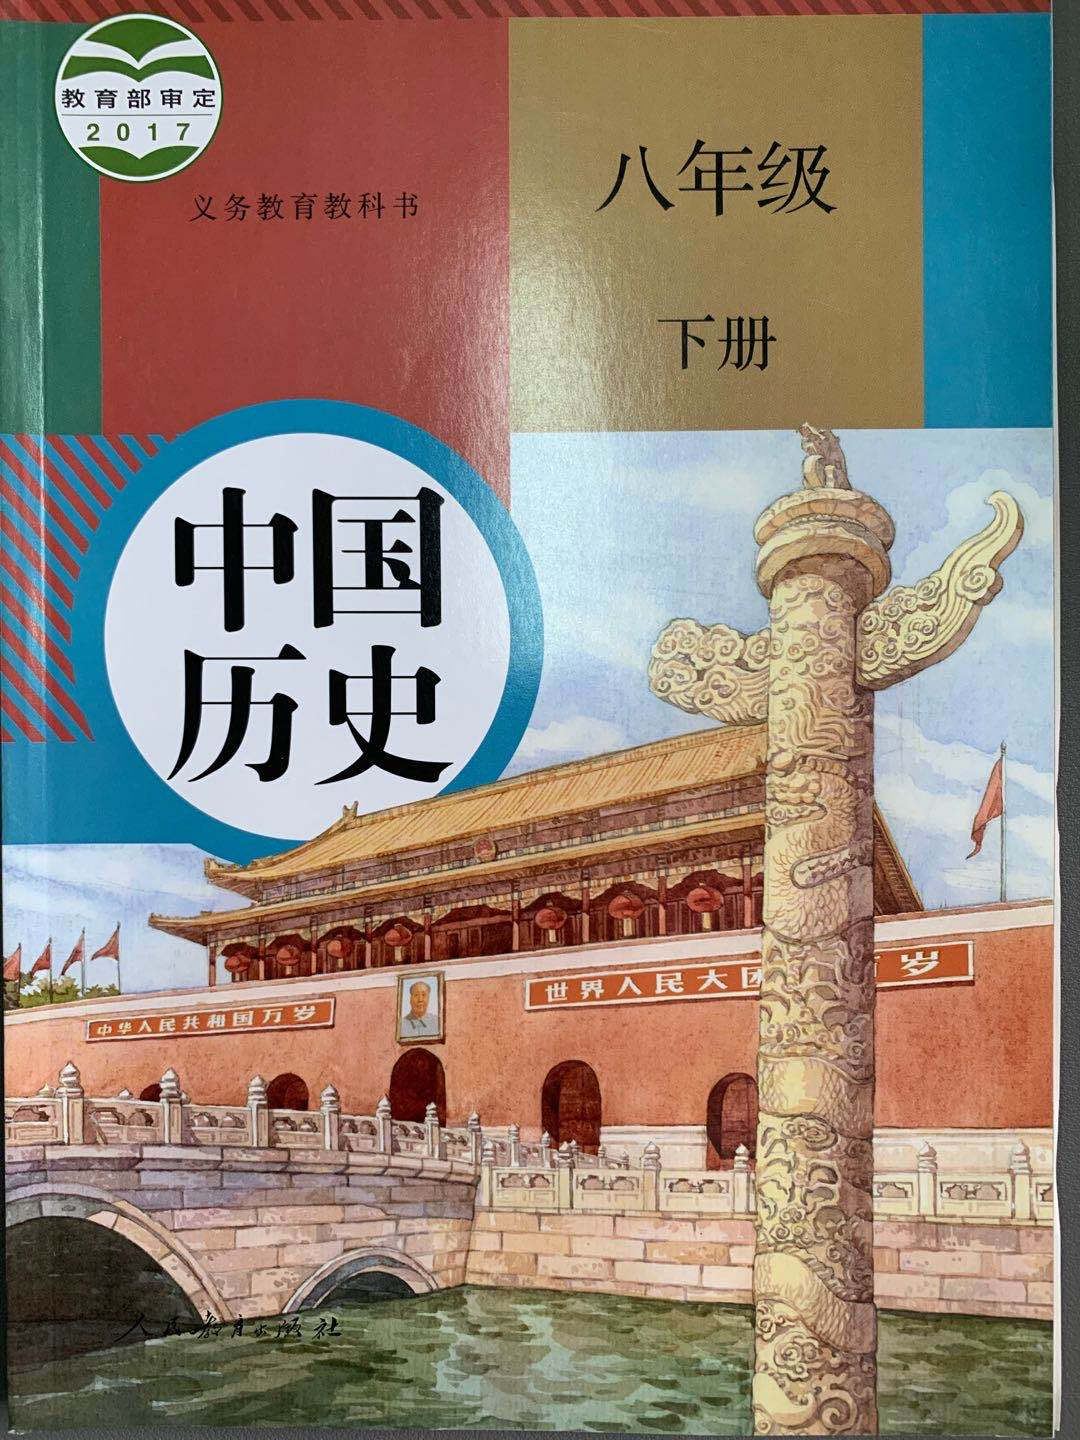 教育部审定
2017
义务教育教科书
八年级
下册
中国
历史
中华人民共和国万岁
世界人民大团 万岁
人民教育出版社